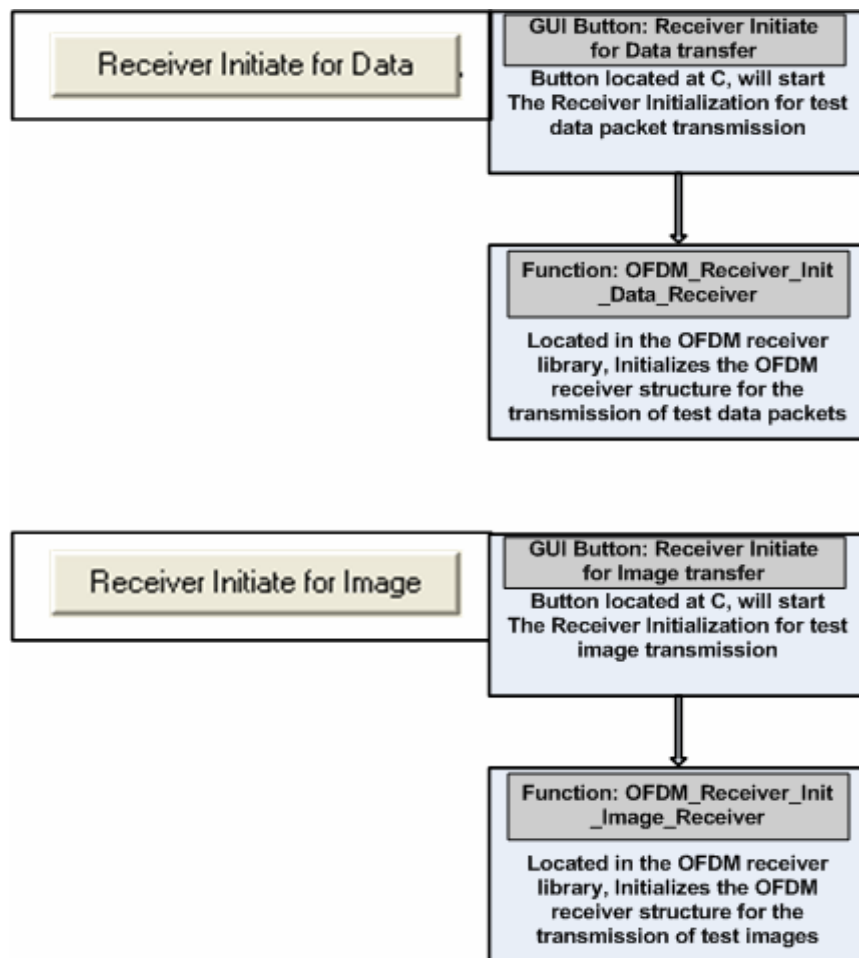 Receiver Initiate for Data
.
GUI Button: Receiver Initiate
for Data transfer
Button located at C, will start
The Receiver Initialization for test
data packet transmission
Function: OFDM_Receiver_Init
_Data_Receiver
Located in the OFDM receiver
library, Initializes the OFDM
receiver structure for the
transmission of test data packets
Receiver Initiate for Image
GUI Button: Receiver Initiate
for Image transfer
Button located at C, will start
The Receiver Initialization for test
image transmission
Function: OFDM_Receiver_Init
_Image_Receiver
Located in the OFDM receiver
library, Initializes the OFDM
receiver structure for the
transmission of test images